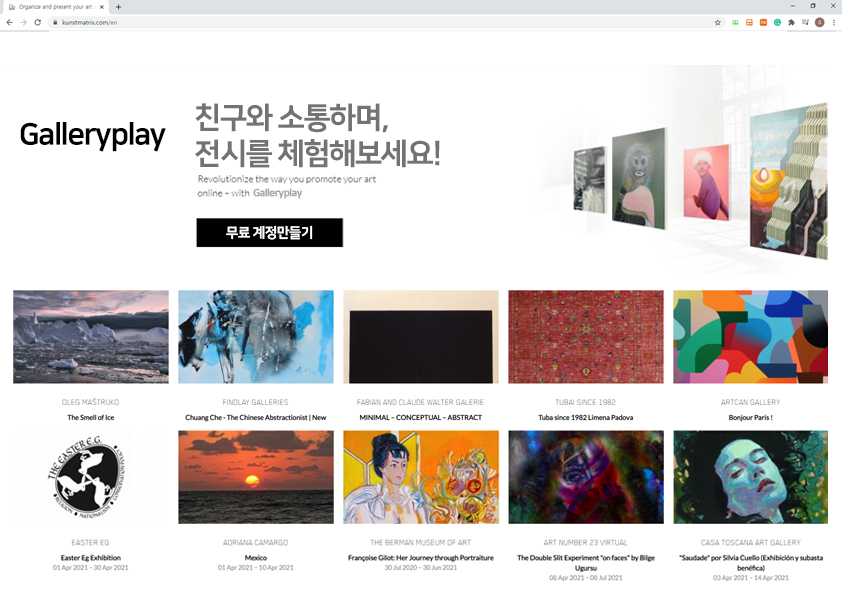 Organize and present your art
kunstmatrix.com/en
Galleryplay
친구와 소통하며,
전시를 체험해보세요!
Revolutionize the way you promote your art
online – with Galleryplay
무료 계정만들기
OLEG MAŠTRUKO
The Smell of Ice
FINDLAY GALLERIES
Chuang Che - The Chinese Abstractionist | New
FABIAN AND CLAUDE WALTER GALERIE
MINIMAL – CONCEPTUAL – ABSTRACT
TUBAI SINCE 1982
Tuba since 1982 Limena Padova
ARTCAN GALLERY
Bonjour Paris !
THE EASTER E.G.
RELIGION NATIONALISM
EASTER EG
Easter Eg Exhibition
01 Apr 2021 – 30 Apr 2021
ADRIANA CAMARGO
Mexico
01 Apr 2021 – 10 Apr 2021
THE BERMAN MUSEUM OF ART
Françoise Gilot: Her Journey through Portraiture
30 Jul 2020 – 30 Jun 2021
ART NUMBER 23 VIRTUAL
The Double Slit Experiment "on faces" by Bilge
Ugursu
08 Apr 2021 – 08 Jul 2021
CASA TOSCANA ART GALLERY
"Saudade" por Silvia Cuello (Exhibición y subasta
benéfica)
03 Apr 2021 – 14 Apr 2021